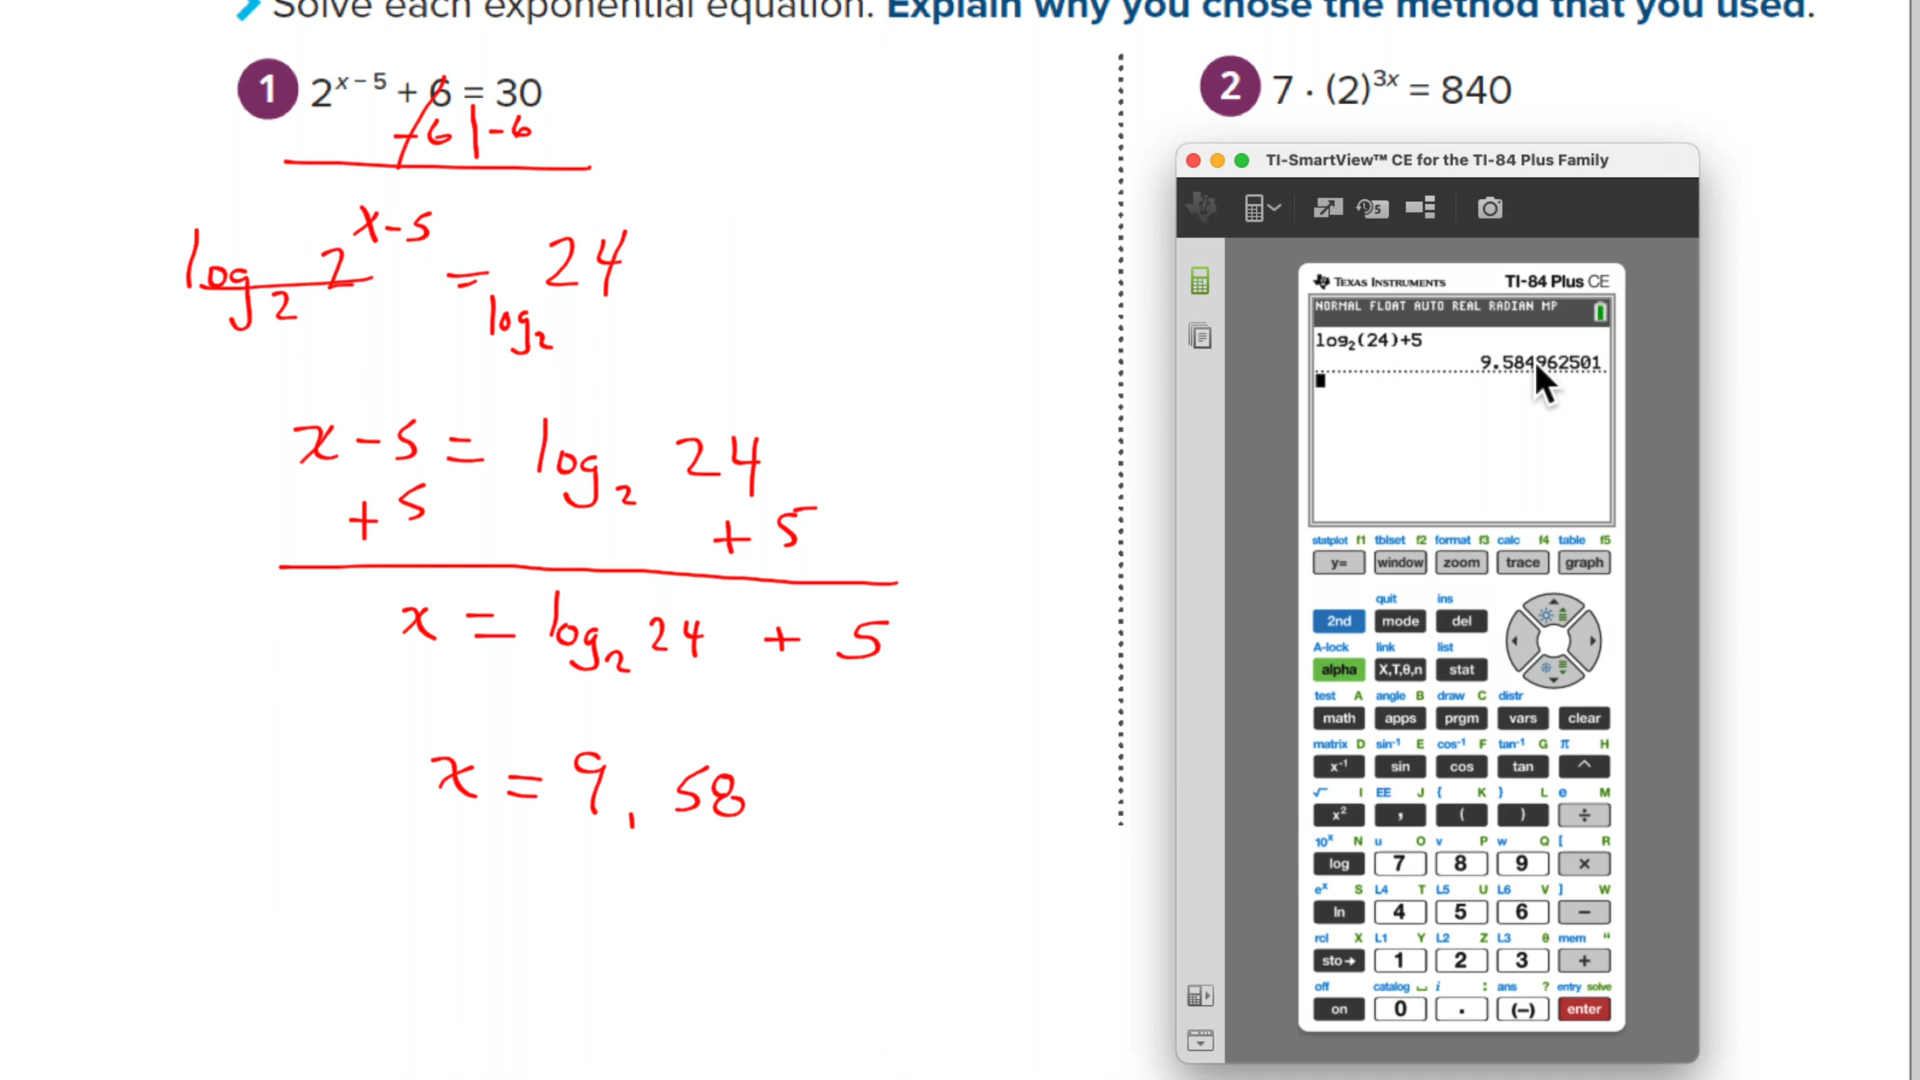 Solve each exponential equation. Explain why you chose the method that you used.
1 2^{x-5} + 6 = 30
-6 | -6
log₂ 2^{x-5} = log₂ 24
x-5 = log₂ 24
+5 +5
x = log₂ 24 + 5
x = 9.58
2 7 · (2)^{3x} = 840
TI-SmartView™ CE for the TI-84 Plus Family
TEXAS INSTRUMENTS TI-84 Plus CE
NORMAL FLOAT AUTO REAL RADIAN MP
log₂(24)+5
9.584962501
statplot f1 tblset f2 format f3 calc f4 table f5
y= window zoom trace graph
quit ins
2nd mode del
A-lock link list
alpha X,T,θ,n stat
test A angle B draw C distr
math apps prgm vars clear
matrix D sin⁻¹ E cos⁻¹ F tan⁻¹ G π H
x⁻¹ sin cos tan ^
√ I EE J { K } L e M
x² , ( ) ÷
10ˣ N u O v P w Q [ R
log 7 8 9 ×
eˣ S L4 T L5 U L6 V ] W
ln 4 5 6 −
rcl X L1 Y L2 Z L3 θ mem "
sto→ 1 2 3 +
off catalog ⎵ i : ans ? entry solve
on 0 . (−) enter